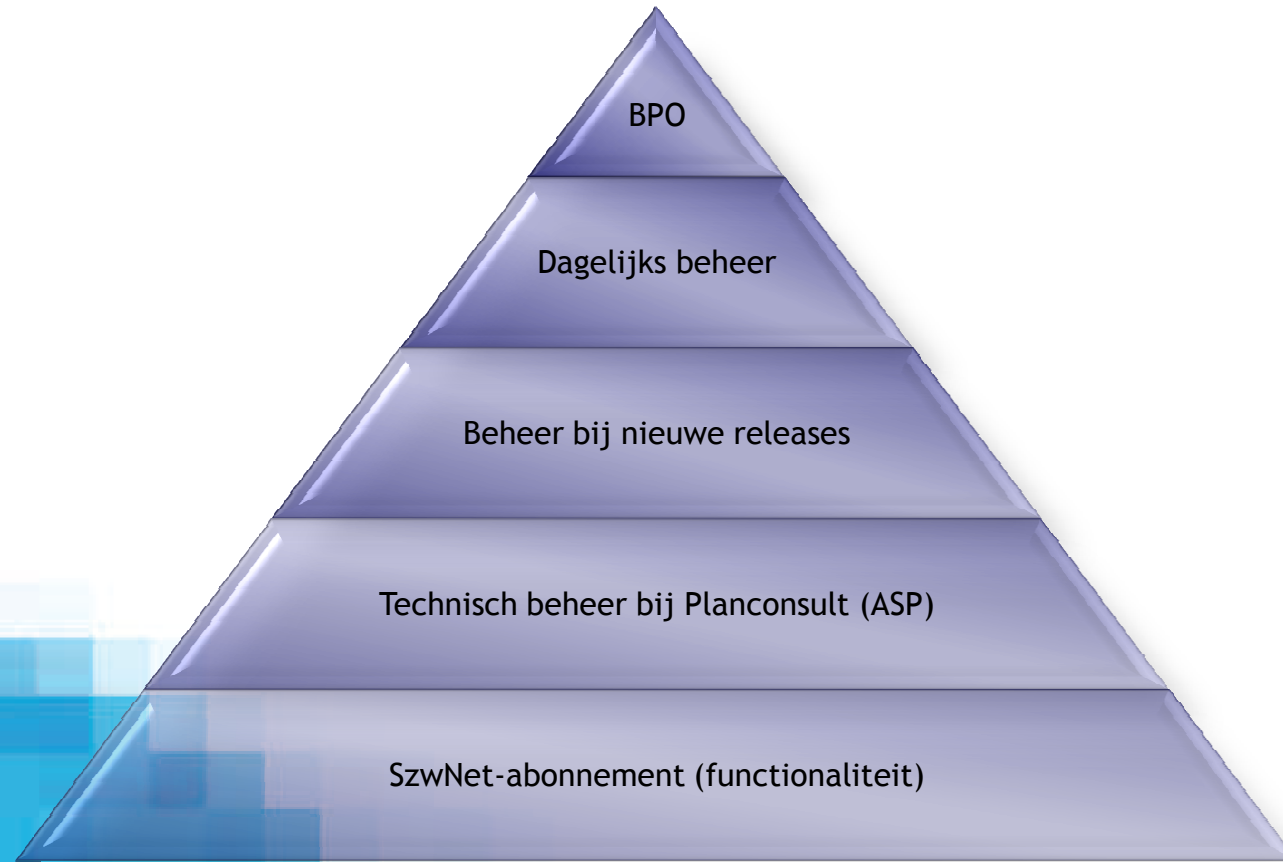 BPO
Dagelijks beheer
Beheer bij nieuwe releases
Technisch beheer bij Planconsult (ASP)
SzwNet-abonnement (functionaliteit)